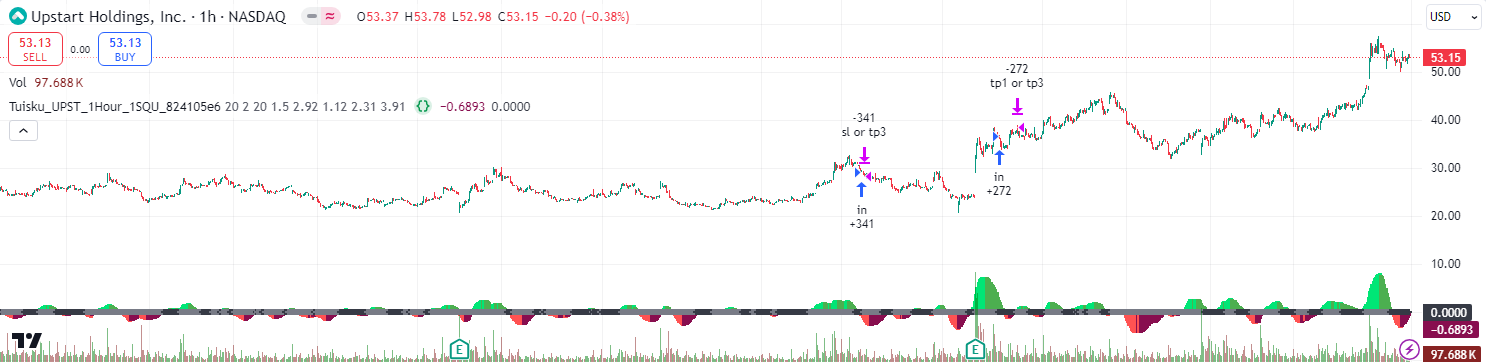 Upstart Holdings, Inc. · 1h · NASDAQ O53.37 H53.78 L52.98 C53.15 −0.20 (−0.38%)
USD
53.13 SELL
0.00
53.13 BUY
Vol 97.688 K
Tuisku_UPST_1Hour_1SQU_824105e6 20 2 20 1.5 2.92 1.12 2.31 3.91 {} −0.6893 0.0000
-341
sl or tp3
in
+341
-272
tp1 or tp3
in
+272
53.15
50.00
40.00
30.00
20.00
10.00
0.0000
−0.6893
97.688 K
E
E